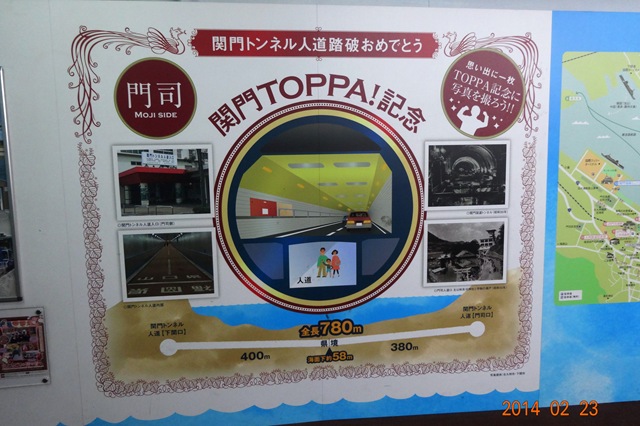 関門トンネル人道踏破おめでとう
門司
MOJI SIDE
関門TOPPA!記念
思い出に一枚
TOPPA記念に
写真を撮ろう!!
人道
関門トンネル
人道【下関口】
全長780m
県境
海面下約58m
400m
380m
関門トンネル
人道【門司口】
2014 02 23